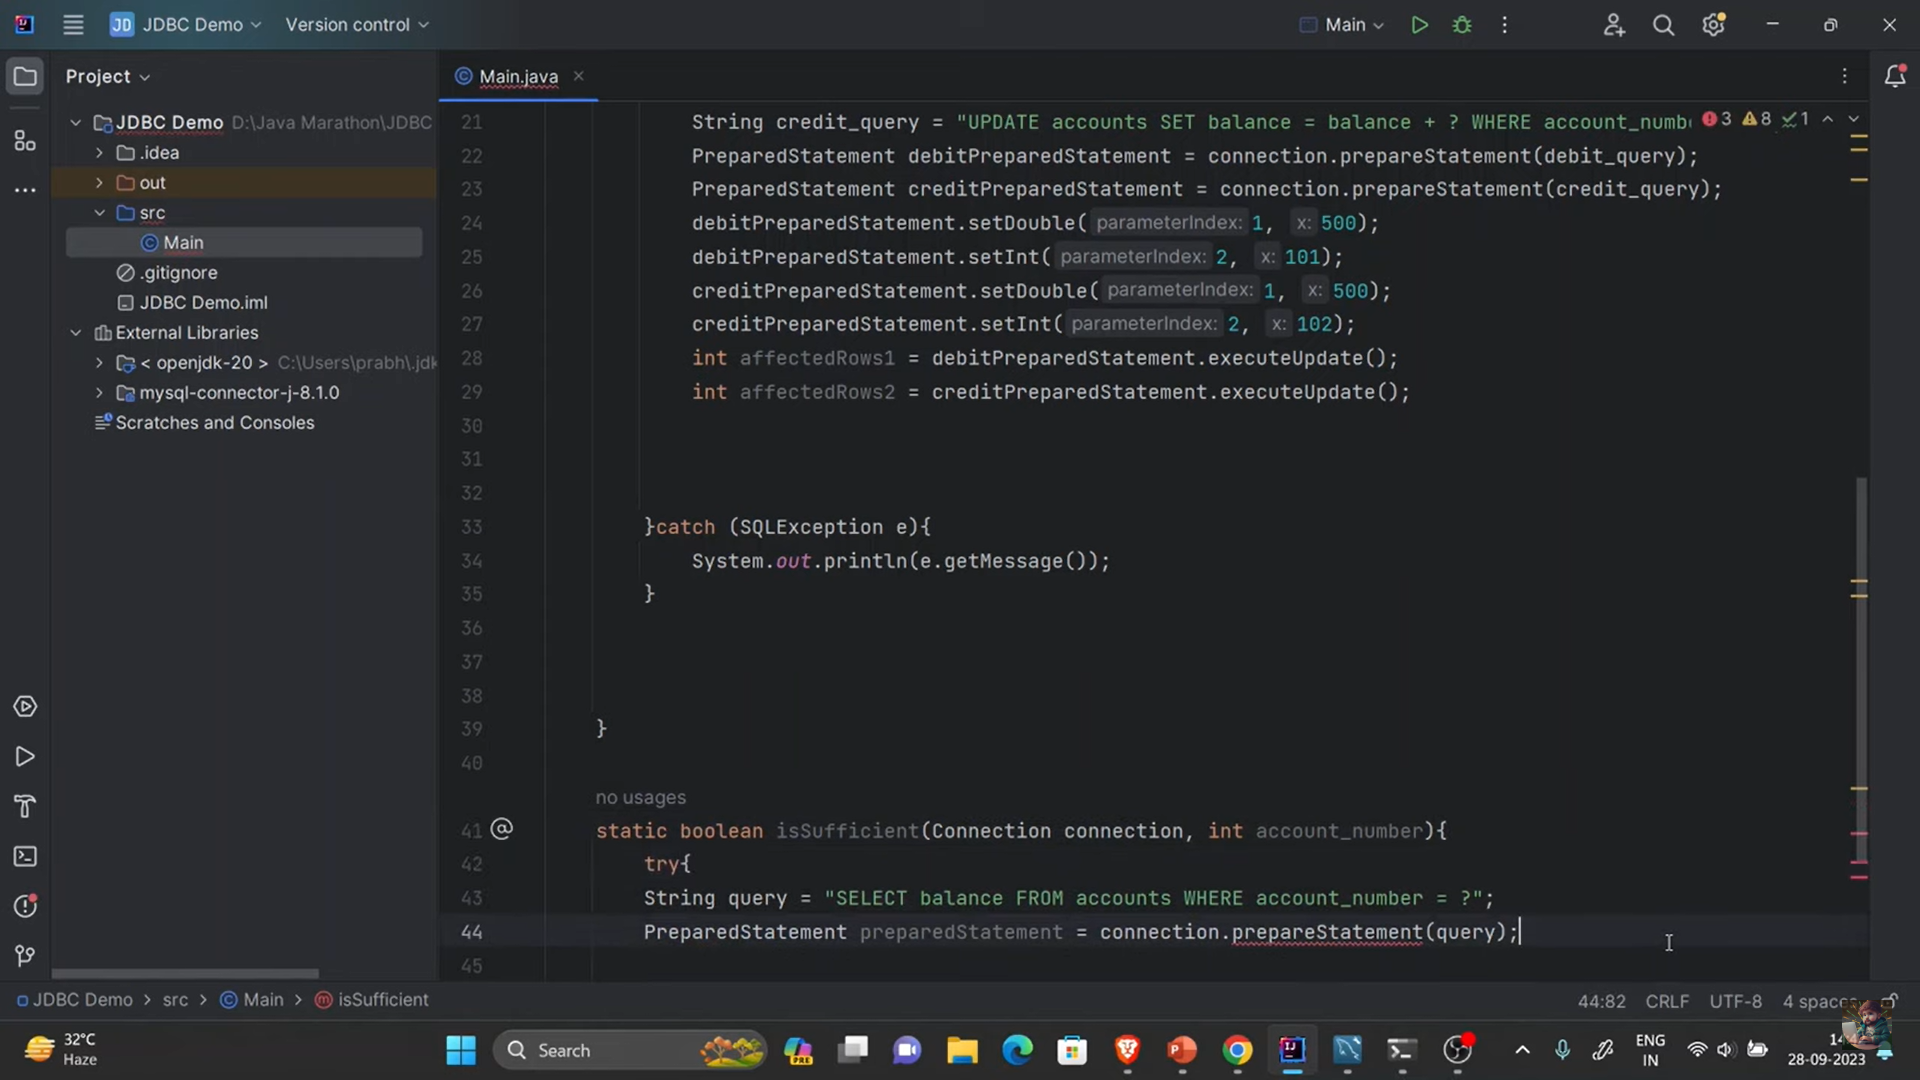 JD JDBC Demo Version control Main
Project
Main.java
JDBC Demo D:\Java Marathon\JDBC
.idea
out
src
Main
.gitignore
JDBC Demo.iml
External Libraries
< openjdk-20 > C:\Users\prabh\.jdk
mysql-connector-j-8.1.0
Scratches and Consoles
3 8 1
21 String credit_query = "UPDATE accounts SET balance = balance + ? WHERE account_numb
22 PreparedStatement debitPreparedStatement = connection.prepareStatement(debit_query);
23 PreparedStatement creditPreparedStatement = connection.prepareStatement(credit_query);
24 debitPreparedStatement.setDouble( parameterIndex: 1, x: 500);
25 debitPreparedStatement.setInt( parameterIndex: 2, x: 101);
26 creditPreparedStatement.setDouble( parameterIndex: 1, x: 500);
27 creditPreparedStatement.setInt( parameterIndex: 2, x: 102);
28 int affectedRows1 = debitPreparedStatement.executeUpdate();
29 int affectedRows2 = creditPreparedStatement.executeUpdate();
30
31
32
33 }catch (SQLException e){
34 System.out.println(e.getMessage());
35 }
36
37
38
39 }
40
no usages
41 @ static boolean isSufficient(Connection connection, int account_number){
42 try{
43 String query = "SELECT balance FROM accounts WHERE account_number = ?";
44 PreparedStatement preparedStatement = connection.prepareStatement(query);
45
JDBC Demo > src > Main > isSufficient 44:82 CRLF UTF-8 4 spaces
32°C
Haze
Search
PRE
ENG
IN
14
28-09-2023